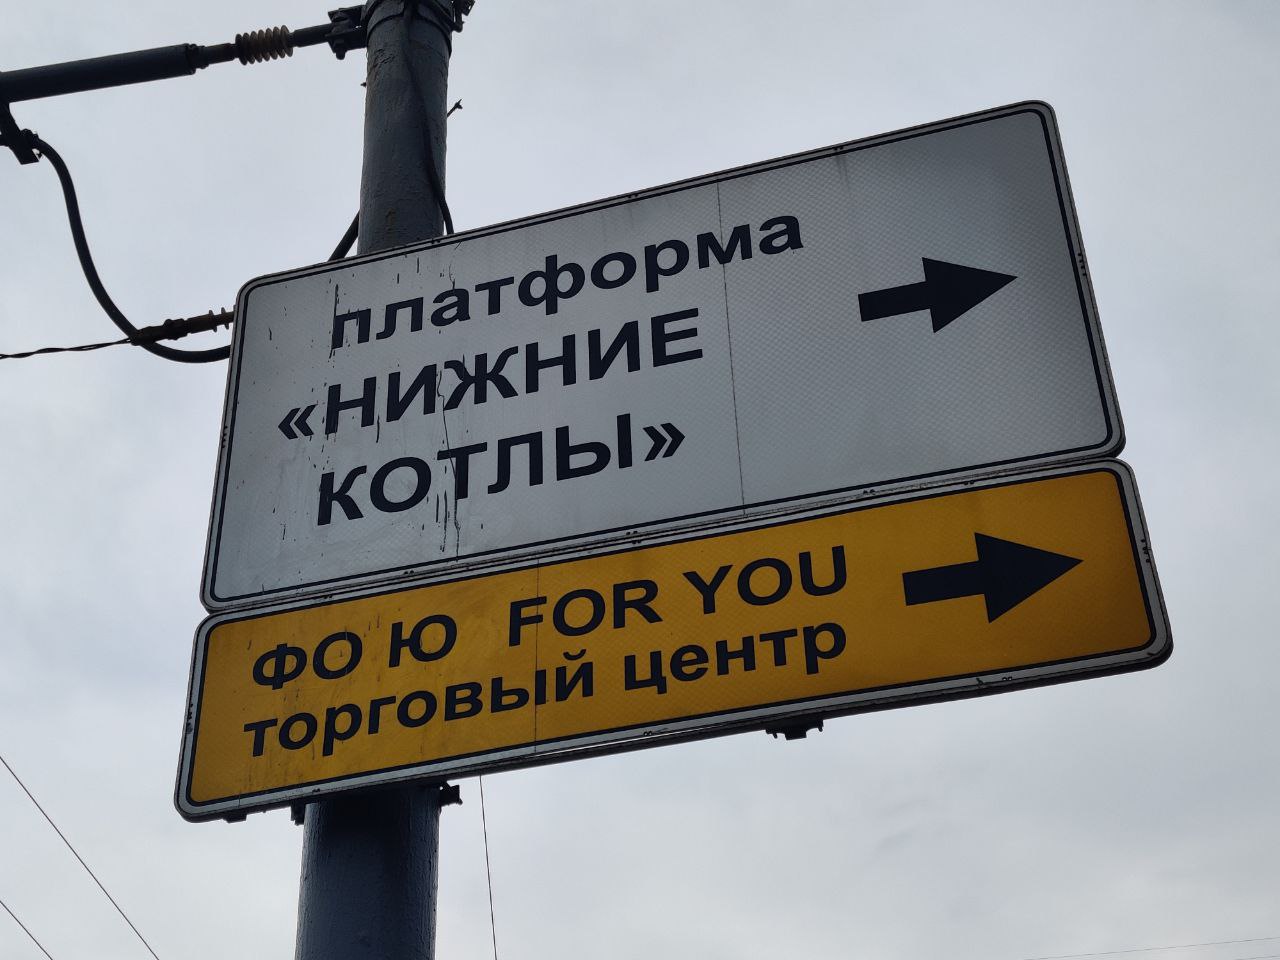 платформа
«НИЖНИЕ
КОТЛЫ»
ФО Ю FOR YOU
торговый центр